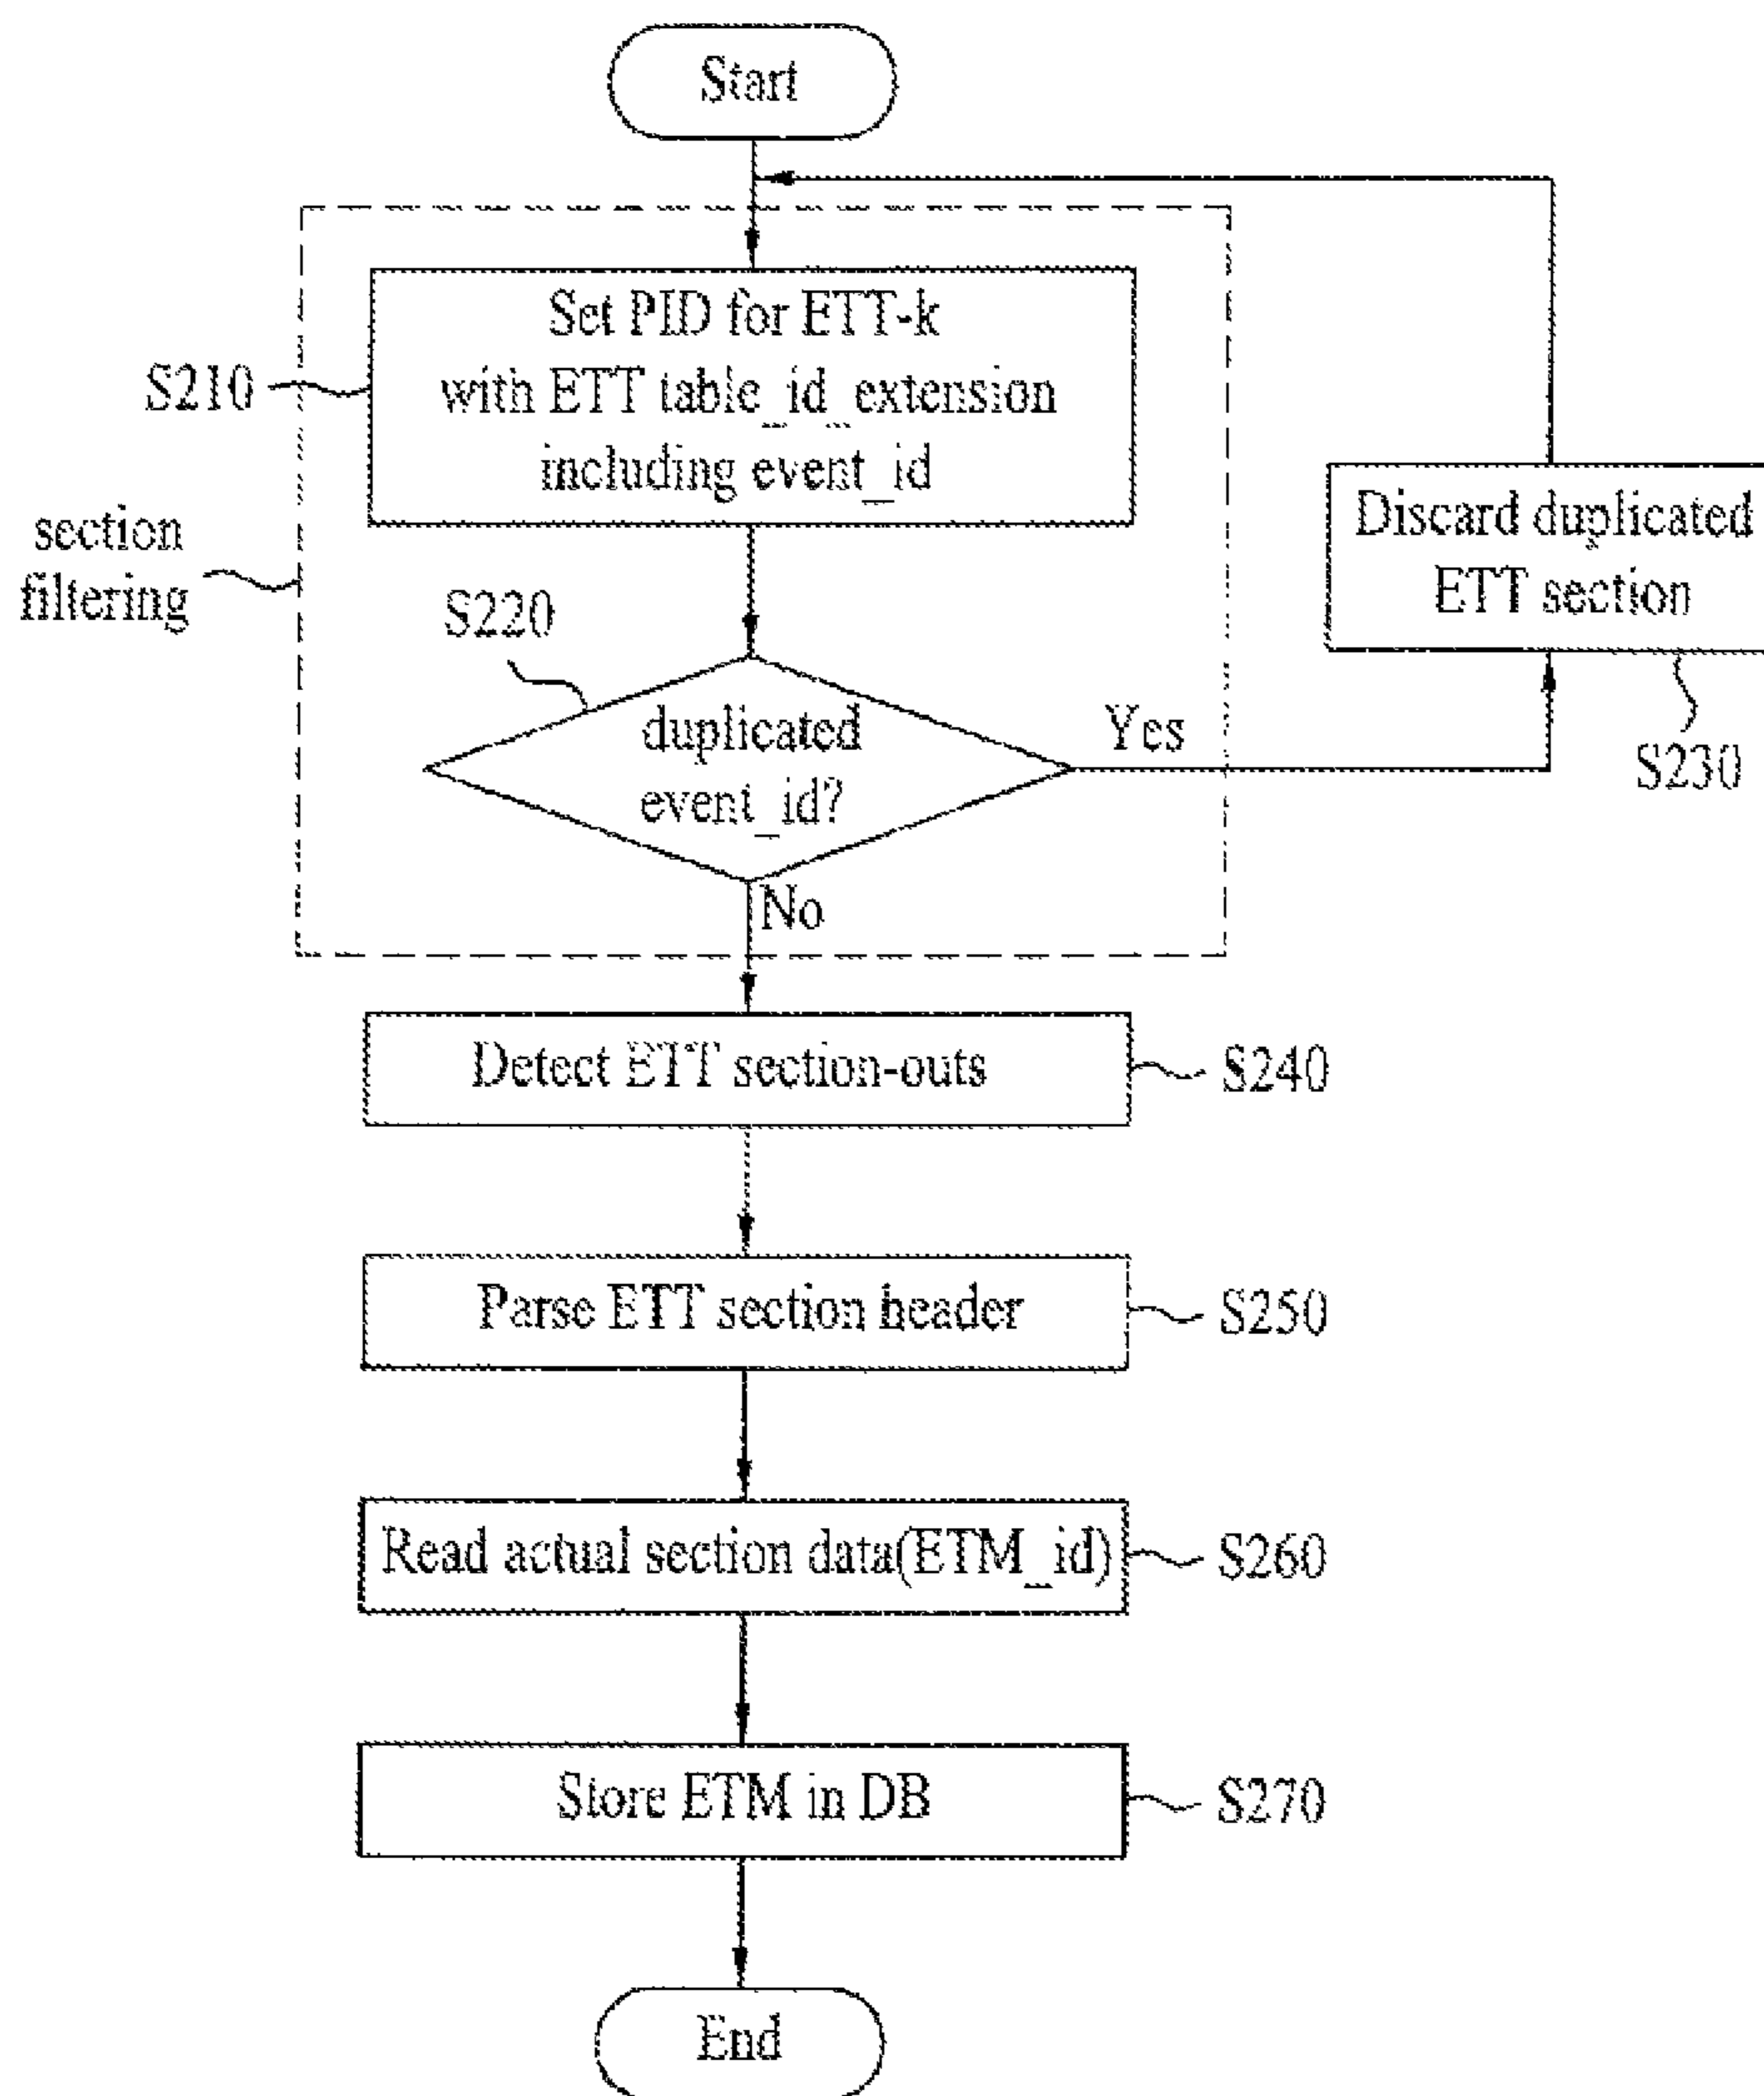 Start
Set PID for ETT-k
with ETT table_id_extension
including event_id
S210
section
filtering
Discard duplicated
ETT section
S230
S220
duplicated
event_id?
Yes
No
Detect ETT section-outs
S240
Parse ETT section header
S250
Read actual section data(ETM_id)
S260
Store ETM in DB
S270
End